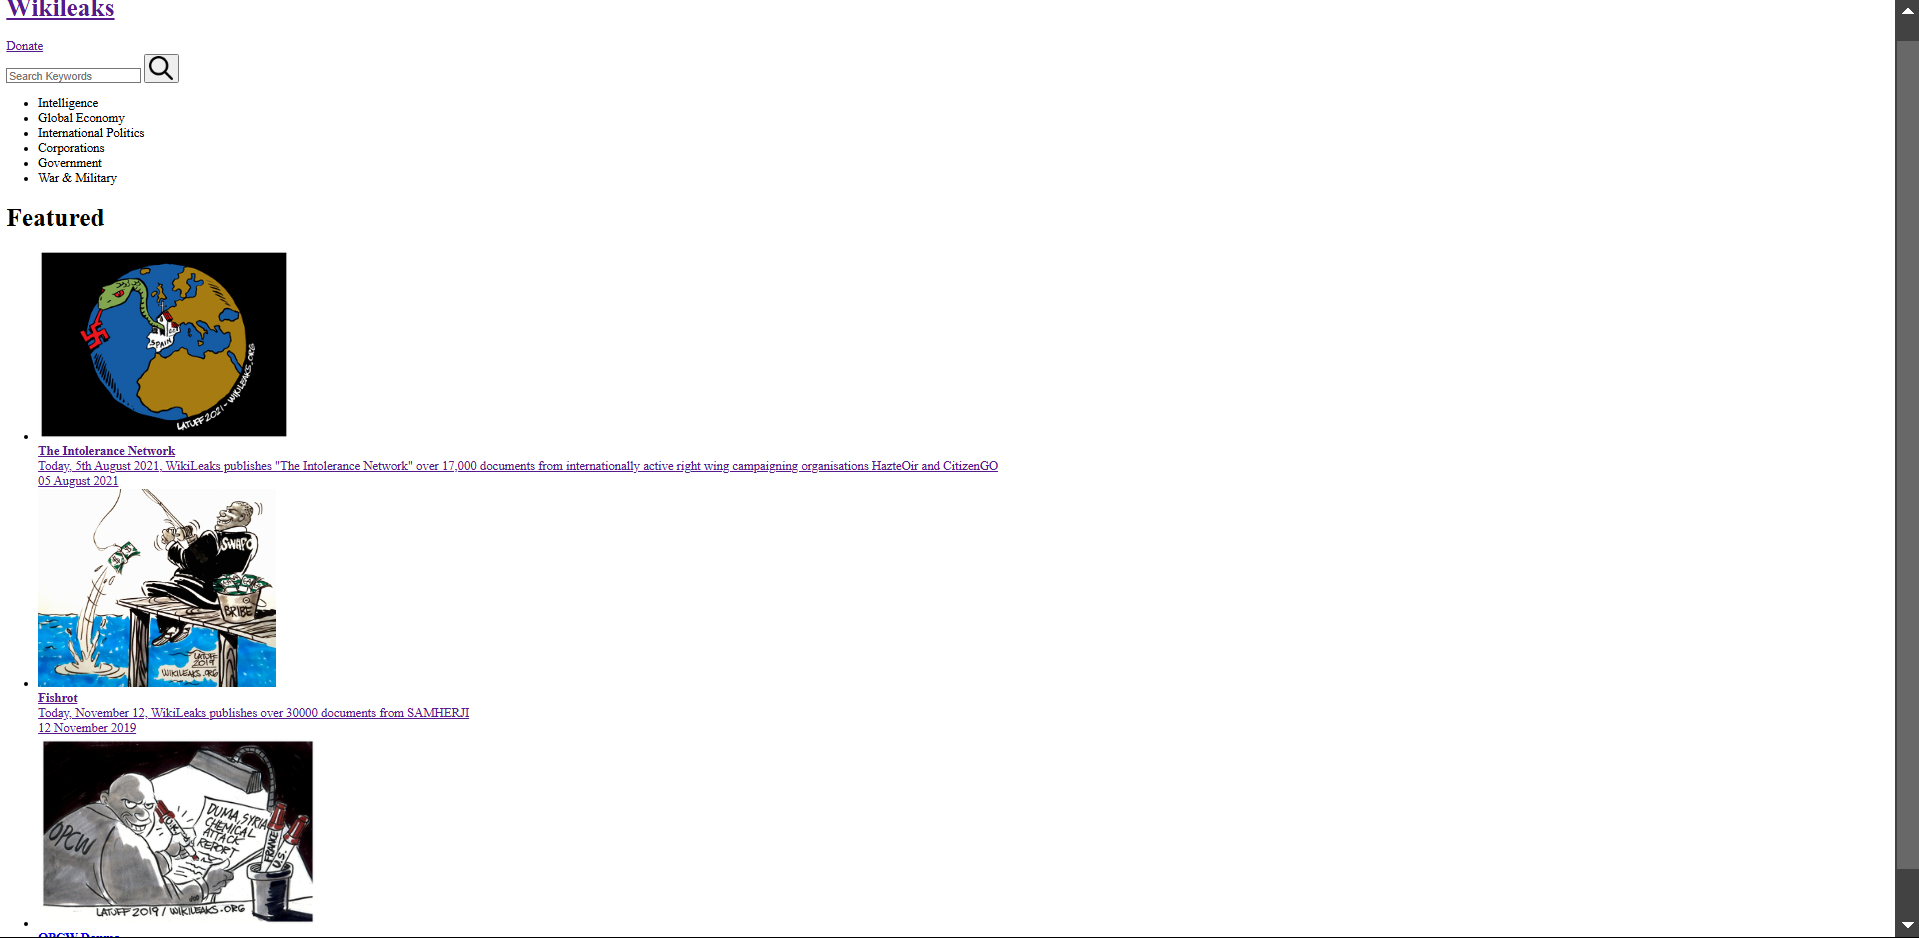 Wikileaks
Donate
Search Keywords
Intelligence
Global Economy
International Politics
Corporations
Government
War & Military
Featured
SPAIN
LATUFF 2021 - WIKILEAKS.ORG
The Intolerance Network
Today, 5th August 2021, WikiLeaks publishes "The Intolerance Network" over 17,000 documents from internationally active right wing campaigning organisations HazteOir and CitizenGO
05 August 2021
SWAPO
BRIBE
LATUFF
2019
WIKILEAKS.ORG
Fishrot
Today, November 12, WikiLeaks publishes over 30000 documents from SAMHERJI
12 November 2019
OPCW
U.K.
DUMA, SYRIA
CHEMICAL
ATTACK
REPORT
FRANCE
U.S.
LATUFF 2019 / WIKILEAKS.ORG
OPCW Douma